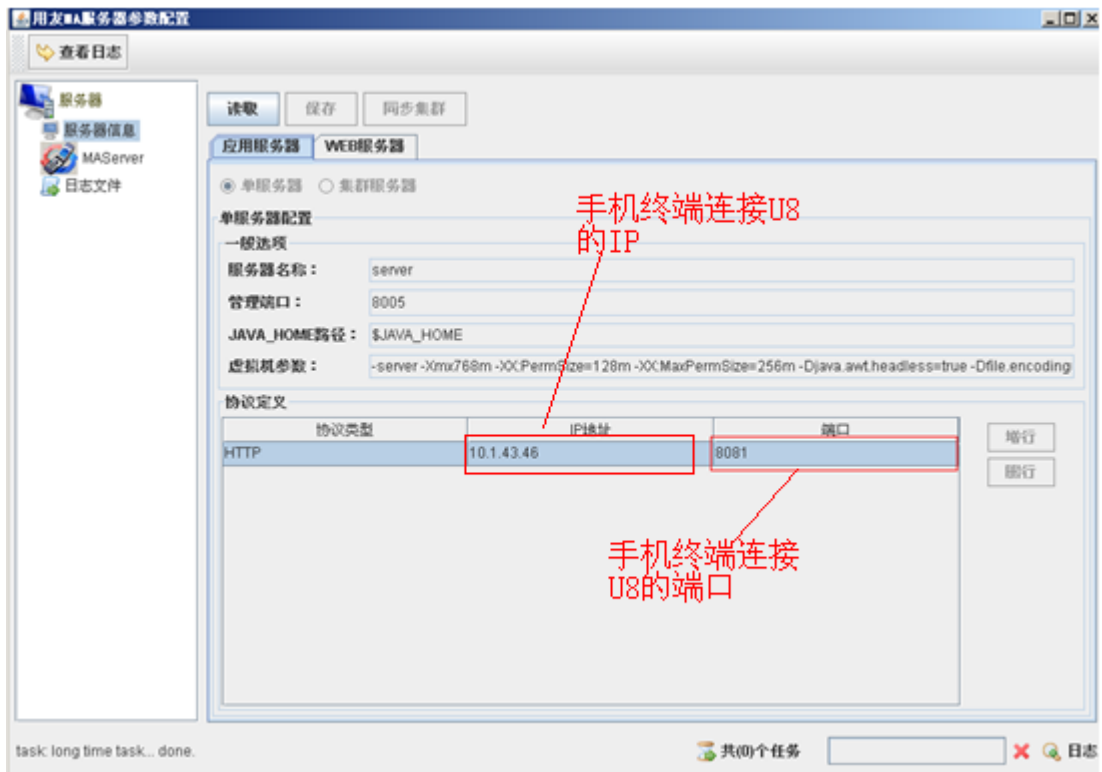 用友MA服务器参数配置
查看日志
服务器
服务器信息
MAServer
日志文件
读取 保存 同步集群
应用服务器 WEB服务器
单服务器 集群服务器
手机终端连接U8
的IP
单服务器配置
一般选项
服务器名称： server
管理端口： 8005
JAVA_HOME路径： $JAVA_HOME
虚拟机参数： -server -Xmx768m -XX:PermSize=128m -XX:MaxPermSize=256m -Djava.awt.headless=true -Dfile.encoding
协议定义
协议类型 IP地址 端口
HTTP 10.1.43.46 8081
增行
删行
手机终端连接
U8的端口
task: long time task... done. 共(0)个任务 日志